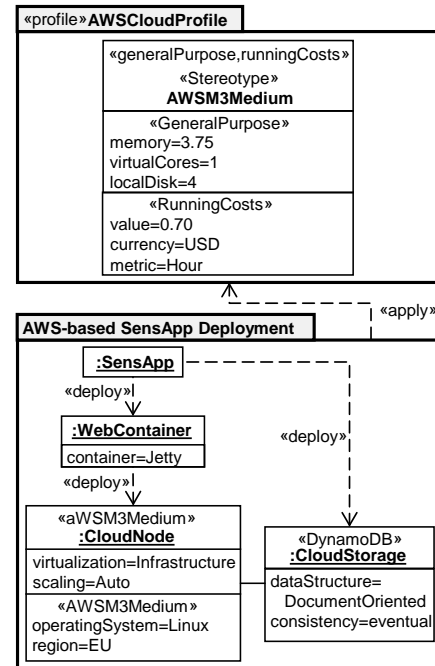 «profile» AWSCloudProfile
«generalPurpose,runningCosts»
«Stereotype»
AWSM3Medium
«GeneralPurpose»
memory=3.75
virtualCores=1
localDisk=4
«RunningCosts»
value=0.70
currency=USD
metric=Hour
«apply»
AWS-based SensApp Deployment
:SensApp
«deploy»
:WebContainer
container=Jetty
«deploy»
«deploy»
«aWSM3Medium»
:CloudNode
virtualization=Infrastructure
scaling=Auto
«AWSM3Medium»
operatingSystem=Linux
region=EU
«DynamoDB»
:CloudStorage
dataStructure=
DocumentOriented
consistency=eventual